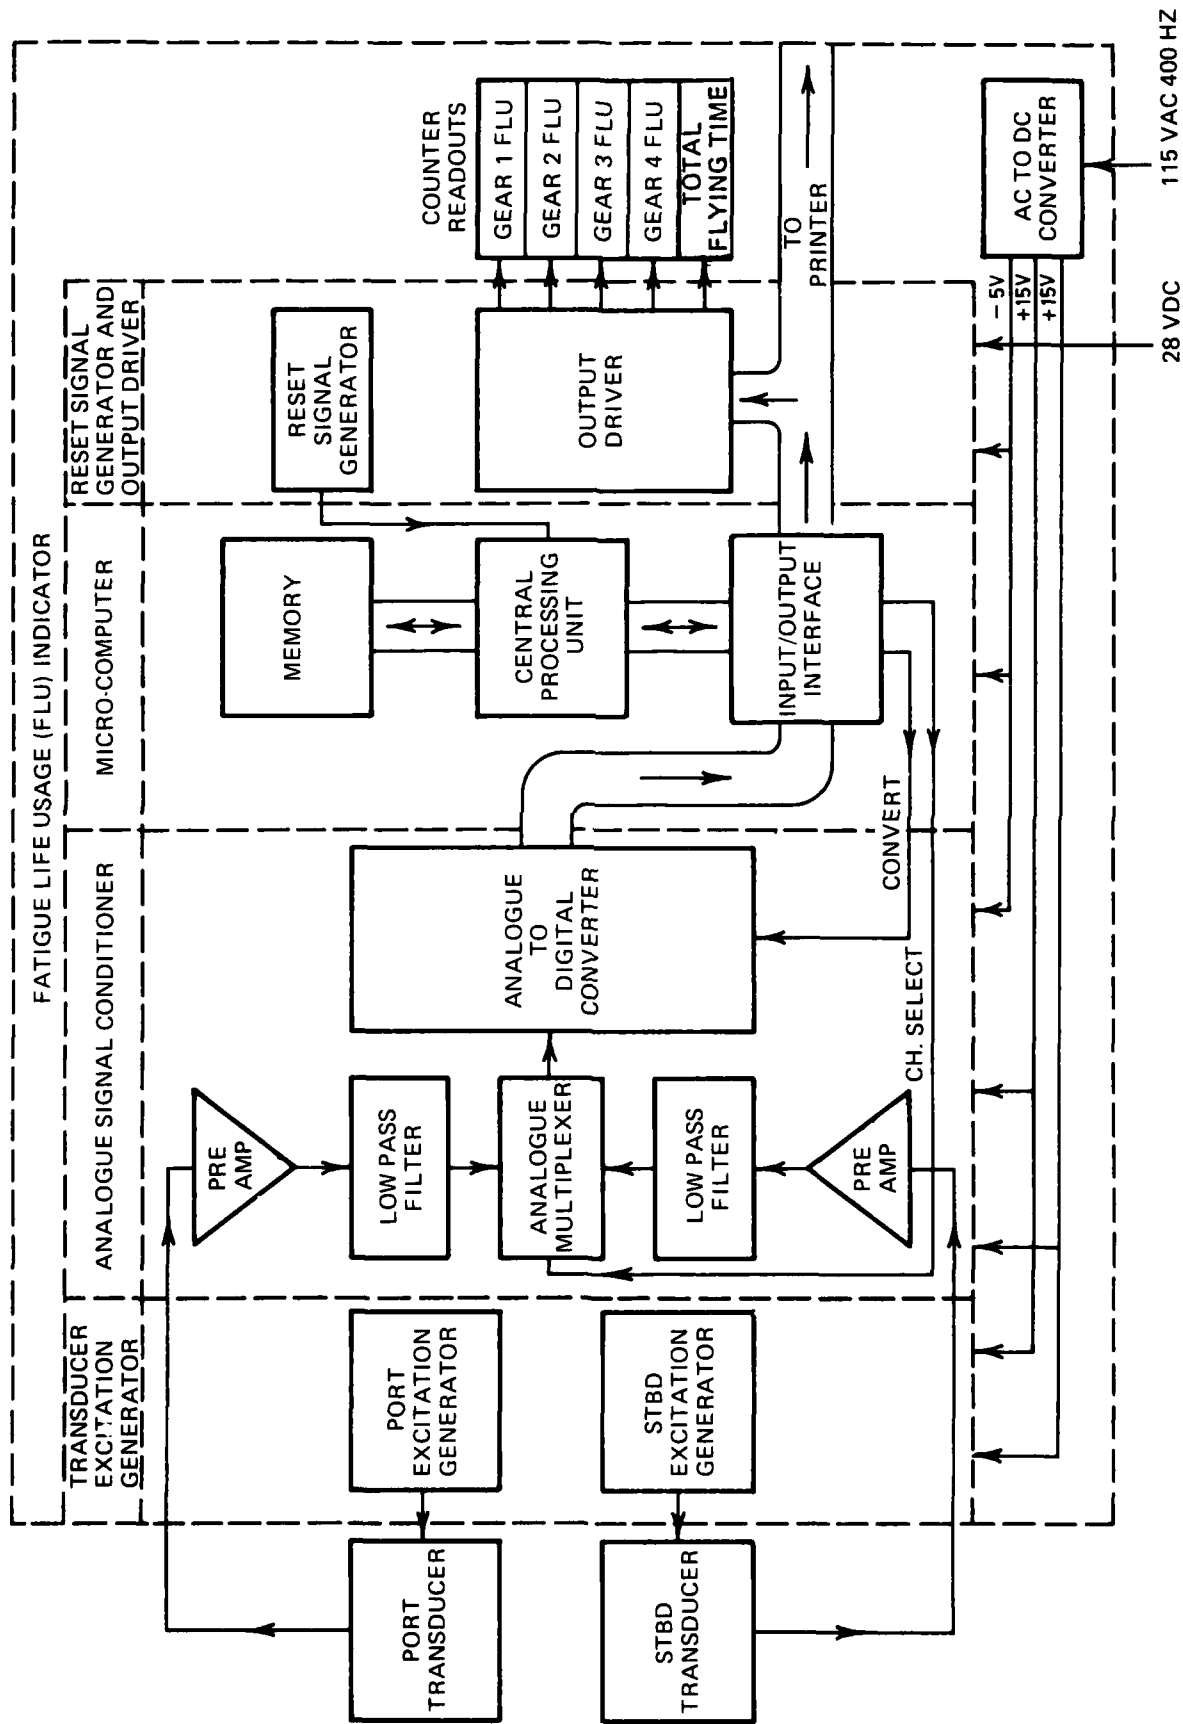 FATIGUE LIFE USAGE (FLU) INDICATOR
TRANSDUCER
EXCITATION
GENERATOR
ANALOGUE SIGNAL CONDITIONER
MICRO-COMPUTER
RESET SIGNAL
GENERATOR AND
OUTPUT DRIVER
PORT
TRANSDUCER
STBD
TRANSDUCER
PORT
EXCITATION
GENERATOR
STBD
EXCITATION
GENERATOR
PRE
AMP
LOW PASS
FILTER
ANALOGUE
MULTIPLEXER
LOW PASS
FILTER
PRE
AMP
ANALOGUE
TO
DIGITAL
CONVERTER
CH. SELECT
CONVERT
MEMORY
CENTRAL
PROCESSING
UNIT
INPUT/OUTPUT
INTERFACE
RESET
SIGNAL
GENERATOR
OUTPUT
DRIVER
COUNTER
READOUTS
GEAR 1 FLU
GEAR 2 FLU
GEAR 3 FLU
GEAR 4 FLU
TOTAL
FLYING TIME
TO
PRINTER
-5V
+15V
+15V
AC TO DC
CONVERTER
28 VDC
115 VAC 400 HZ